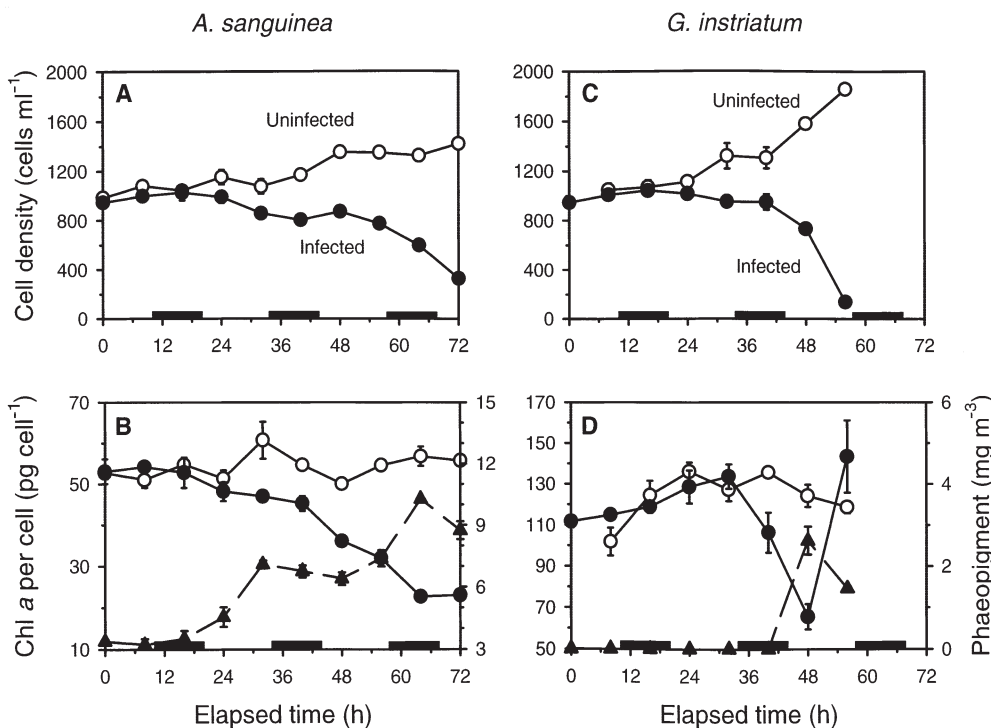 A. sanguinea
G. instriatum
Cell density (cells ml⁻¹)
2000
1600
1200
800
400
0
A
Uninfected
Infected
0 12 24 36 48 60 72
2000
1600
1200
800
400
0
C
Uninfected
Infected
0 12 24 36 48 60 72
Chl a per cell (pg cell⁻¹)
70
50
30
10
B
15
12
9
6
3
0 12 24 36 48 60 72
Elapsed time (h)
170
150
130
110
90
70
50
D
6
4
2
0
Phaeopigment (mg m⁻³)
0 12 24 36 48 60 72
Elapsed time (h)